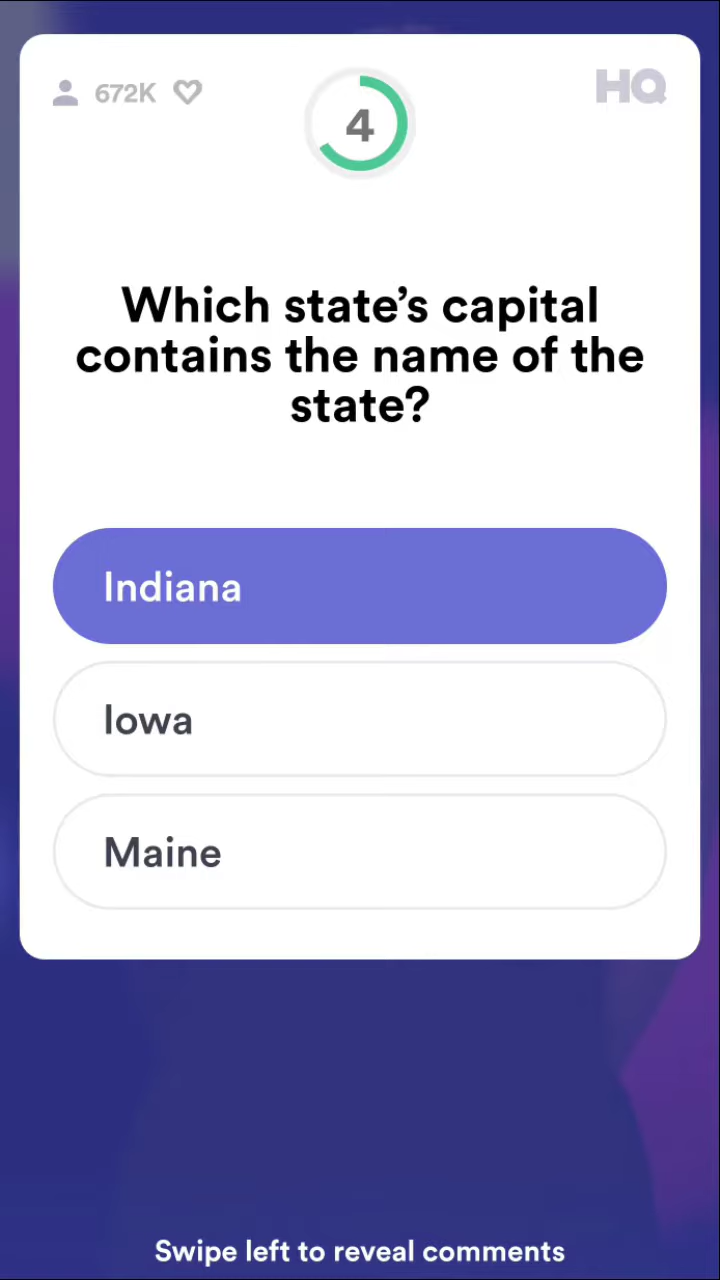 672K
4
HQ
Which state’s capital
contains the name of the
state?
Indiana
Iowa
Maine
Swipe left to reveal comments